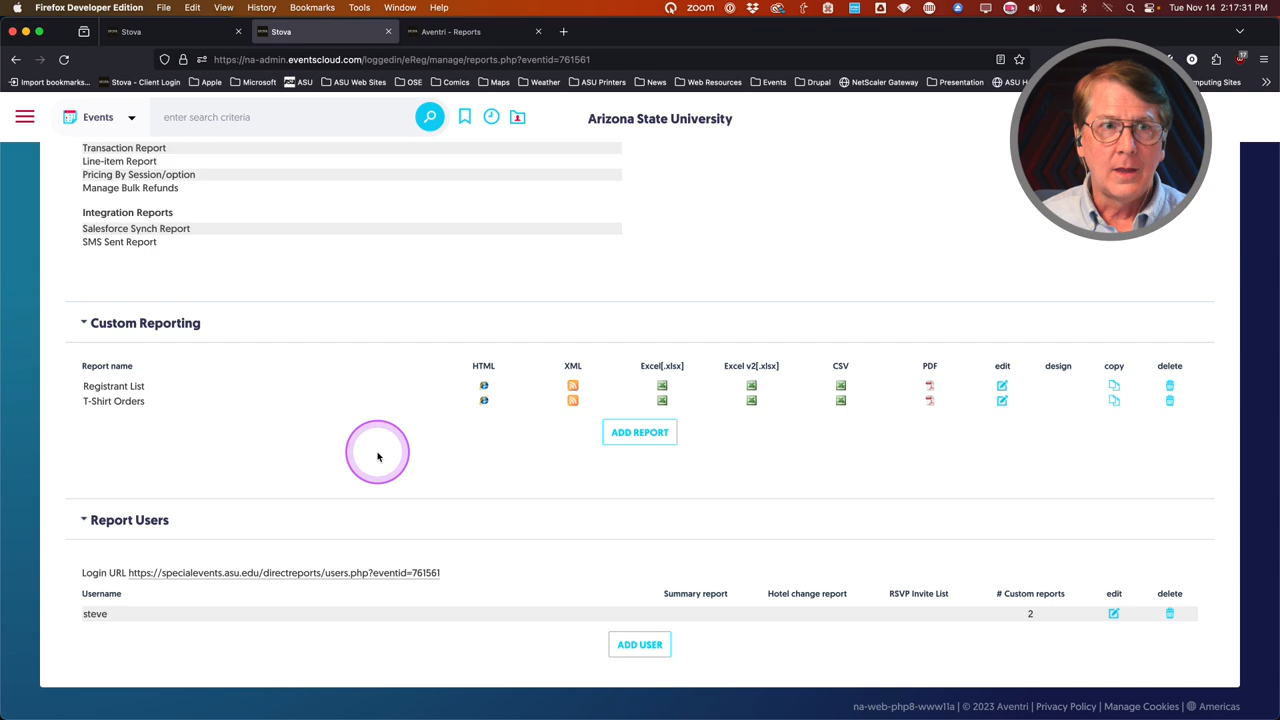 Firefox Developer Edition File Edit View History Bookmarks Tools Window Help zoom Tue Nov 14 2:17:31 PM
Stova Stova Aventri - Reports
https://na-admin.eventscloud.com/loggedin/eReg/manage/reports.php?eventid=761561
Import bookmarks... Stova - Client Login Apple Microsoft ASU ASU Web Resources OSE Comics Maps Weather ASU Printers News Web Resources Events Drupal NetScaler Gateway Presentation ASU
Events enter search criteria Arizona State University
Transaction Report
Line-item Report
Pricing By Session/option
Manage Bulk Refunds
Integration Reports
Salesforce Synch Report
SMS Sent Report
Custom Reporting
Report name HTML XML Excel[.xlsx] Excel v2[.xlsx] CSV PDF edit design copy delete
Registrant List
T-Shirt Orders
ADD REPORT
Report Users
Login URL https://specialevents.asu.edu/directreports/users.php?eventid=761561
Username Summary report Hotel change report RSVP Invite List # Custom reports edit delete
steve 2
ADD USER
na-web-php8-www11a | © 2023 Aventri | Privacy Policy | Manage Cookies | Americas